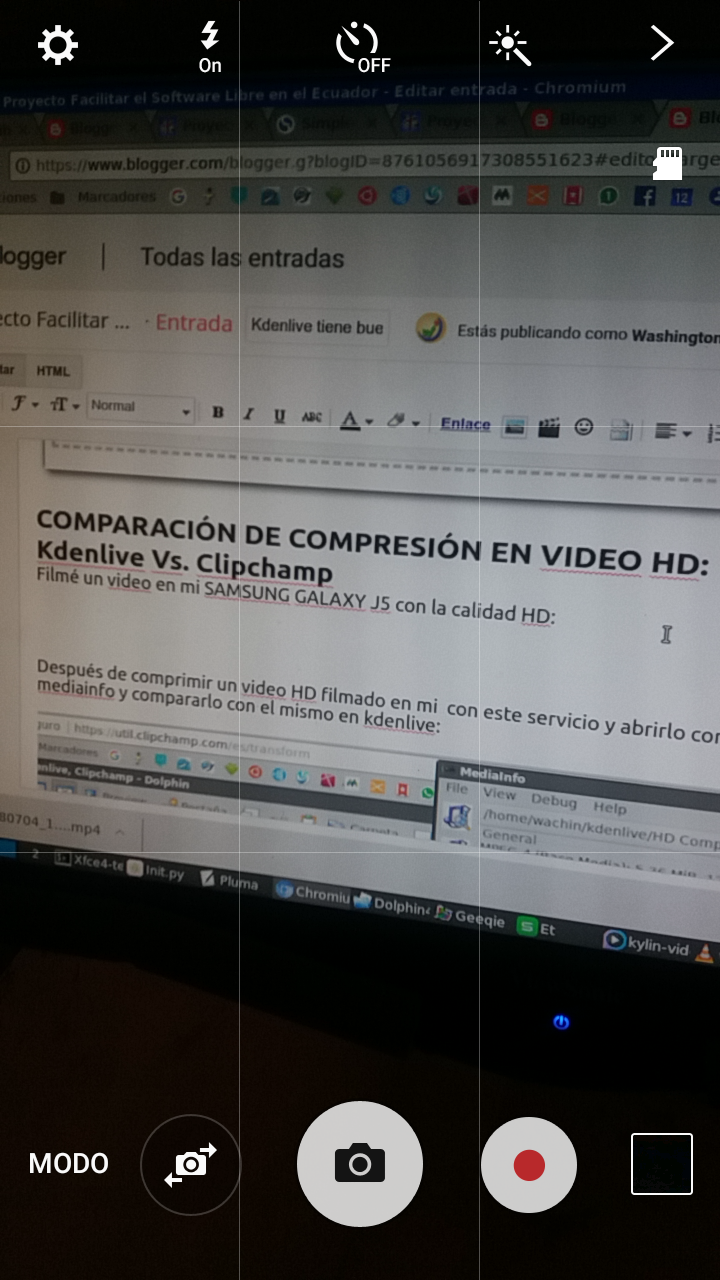 On
OFF
Proyecto Facilitar el Software Libre en el Ecuador - Editar entrada - Chromium
https://www.blogger.com/blogger.g?blogID=8761056917308551623#edito
Marcadores
12
logger | Todas las entradas
ecto Facilitar ... · Entrada Kdenlive tiene bue Estás publicando como Washington
HTML
Normal B I U ABC A Enlace
COMPARACIÓN DE COMPRESIÓN EN VIDEO HD:
Kdenlive Vs. Clipchamp
Filmé un video en mi SAMSUNG GALAXY J5 con la calidad HD:
Después de comprimir un video HD filmado en mi con este servicio y abrirlo con
mediainfo y compararlo con el mismo en kdenlive:
https://util.clipchamp.com/es/transform
Marcadores
nlive, Clipchamp - Dolphin
MediaInfo
File View Debug Help
/home/wachin/kdenlive/HD Comp
General
80704_1....mp4
2 Xfce4-te Init.py Pluma Chromiu Dolphin Geeqie Et kylin-vid
MODO